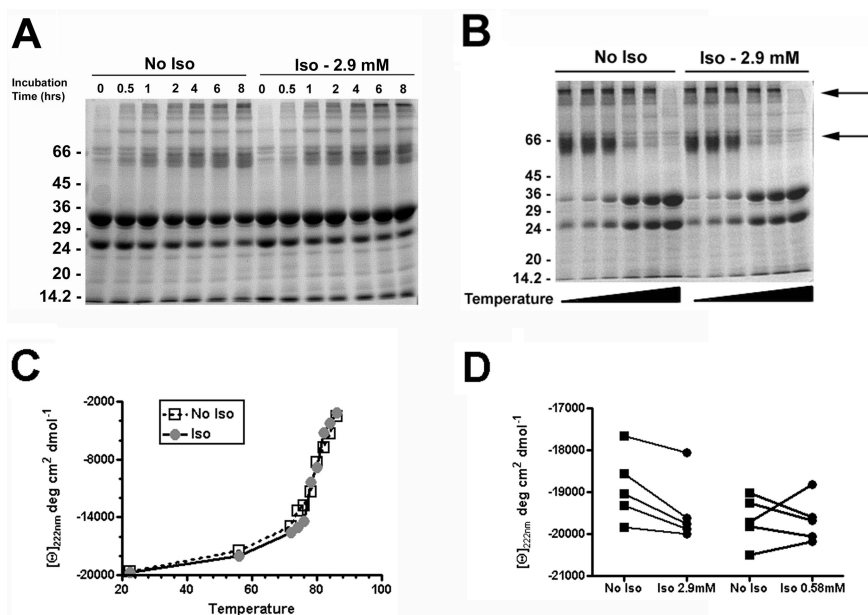 A
No Iso
Iso - 2.9 mM
Incubation
Time (hrs)
0 0.5 1 2 4 6 8 0 0.5 1 2 4 6 8
66 -
45 -
36 -
29 -
24 -
20 -
14.2 -
B
No Iso
Iso - 2.9 mM
66 -
45 -
36 -
29 -
24 -
20 -
14.2 -
Temperature
C
[Θ]222nm deg cm2 dmol-1
-2000
-8000
-14000
-20000
No Iso
Iso
20 40 60 80 100
Temperature
D
[Θ]222nm deg cm2 dmol-1
-17000
-18000
-19000
-20000
-21000
No Iso Iso 2.9mM No Iso Iso 0.58mM